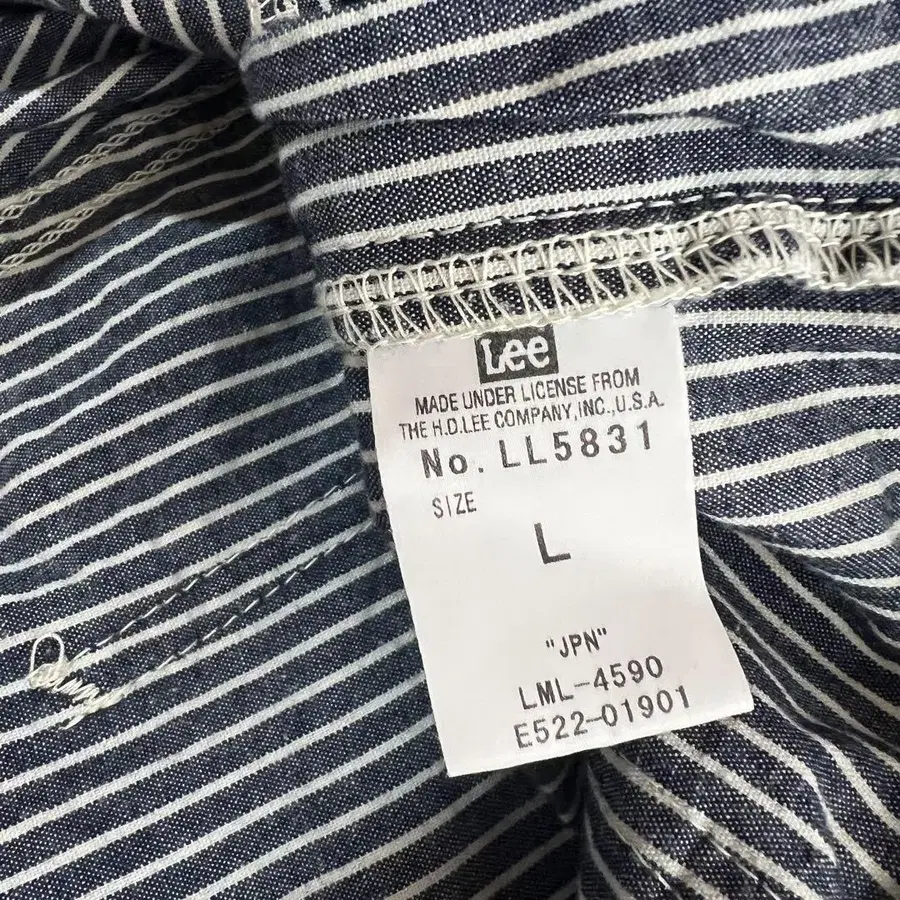 Lee
MADE UNDER LICENSE FROM
THE H.D.LEE COMPANY,INC.,U.S.A.
No. LL5831
SIZE
L
"JPN"
LML-4590
E522-01901